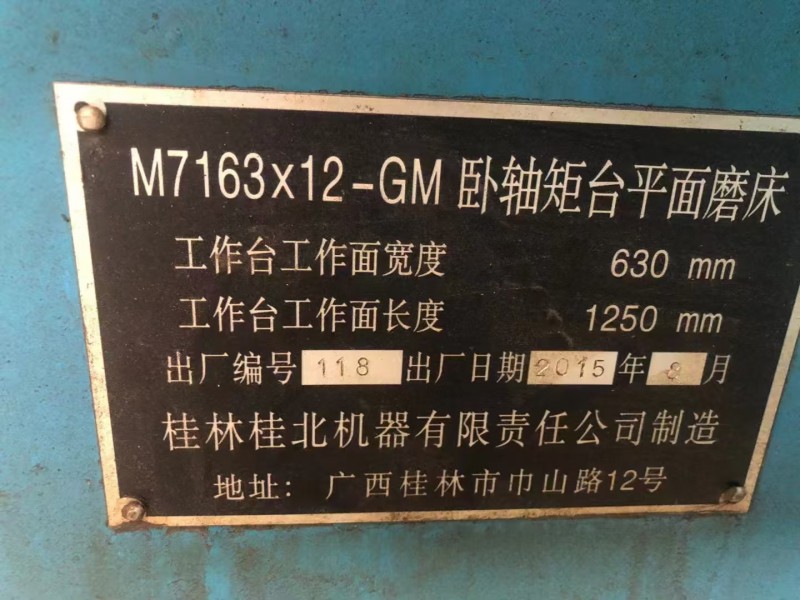 M7163x12-GM 卧轴矩台平面磨床
工作台工作面宽度 630 mm
工作台工作面长度 1250 mm
出厂编号 118 出厂日期 2015 年 8 月
桂林桂北机器有限责任公司制造
地址: 广西桂林市巾山路12号